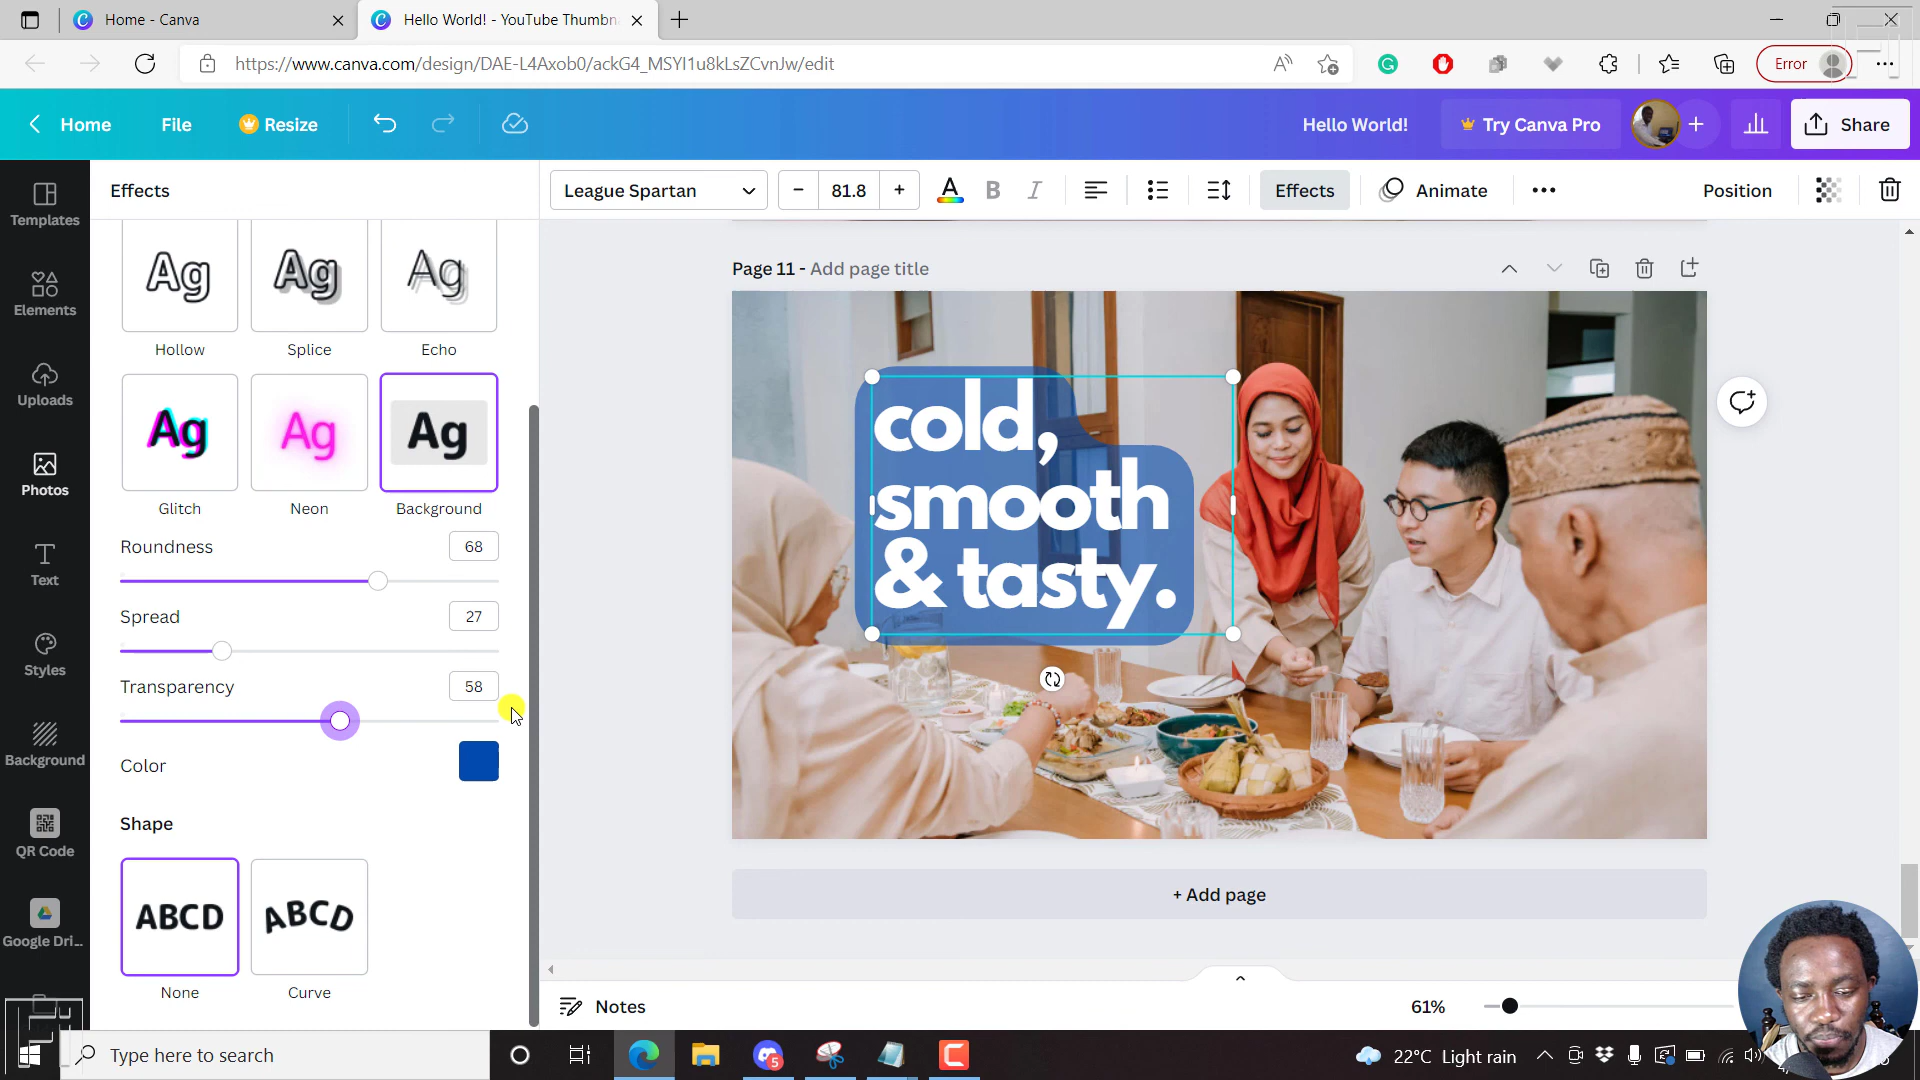 Home - Canva
Hello World! - YouTube Thumbn
https://www.canva.com/design/DAE-L4Axob0/ackG4_MSYl1u8kLsZCvnJw/edit
Error
Home
File
Resize
Hello World!
Try Canva Pro
Share
Effects
League Spartan
81.8
A
B
I
Effects
Animate
Position
Templates
Elements
Uploads
Photos
Text
Styles
Background
QR Code
Google Dri...
Ag
Ag
Ag
Hollow
Splice
Echo
Ag
Ag
Ag
Glitch
Neon
Background
Roundness
68
Spread
27
Transparency
58
Color
Shape
ABCD
ABCD
None
Curve
Page 11 - Add page title
cold,
smooth
& tasty.
+ Add page
Notes
61%
Type here to search
5
22°C Light rain